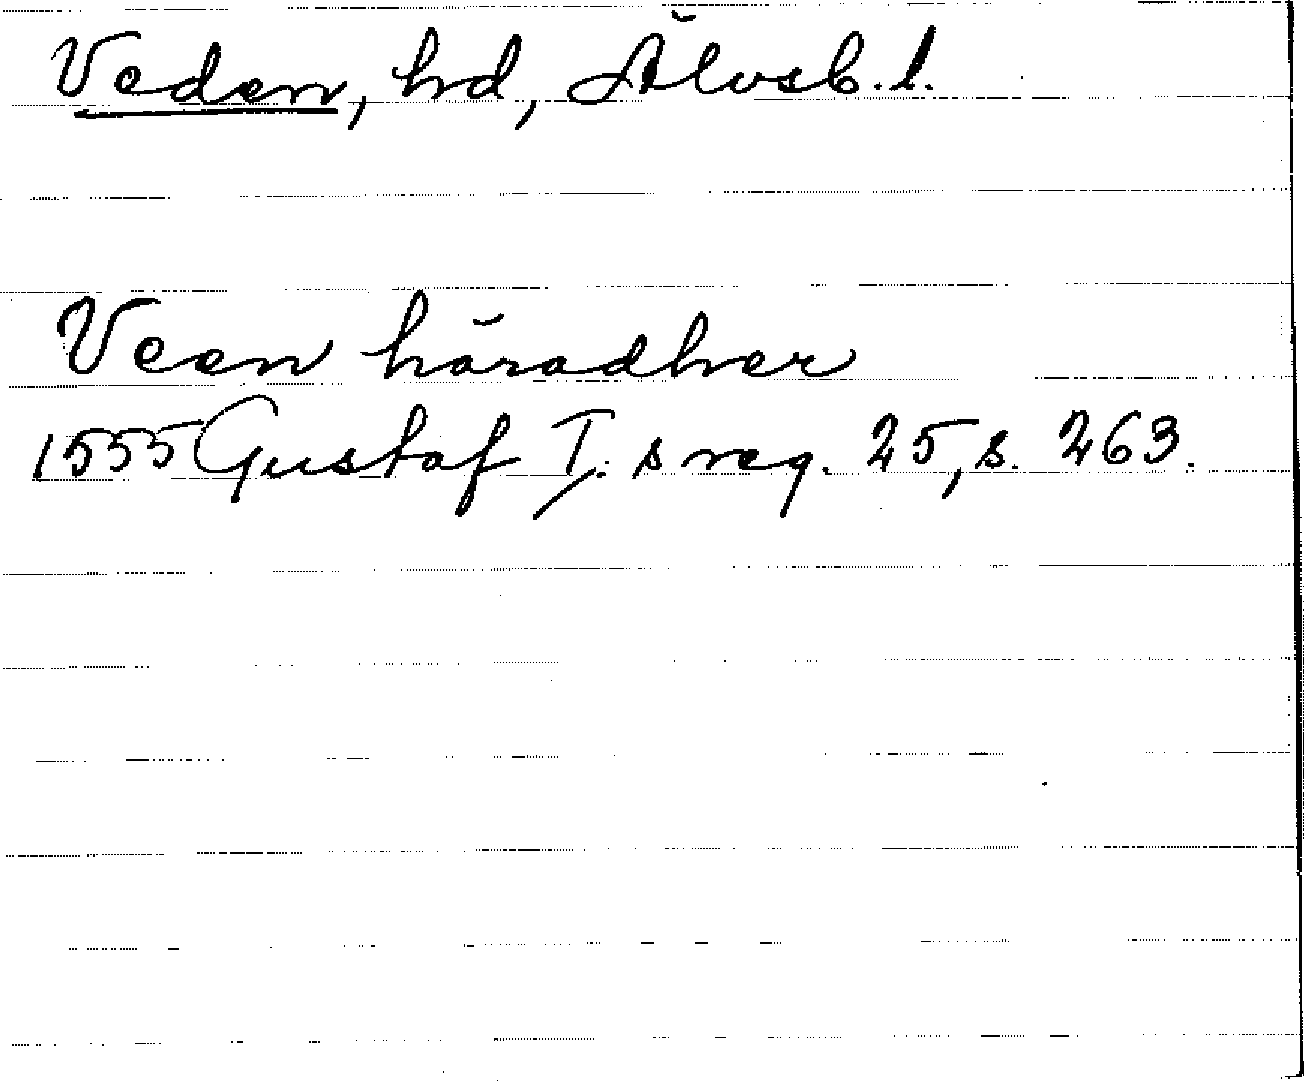 Veden, hd, Älvsb. l.
Veen häradher
1555 Gustaf I. s reg. 25, s. 263.